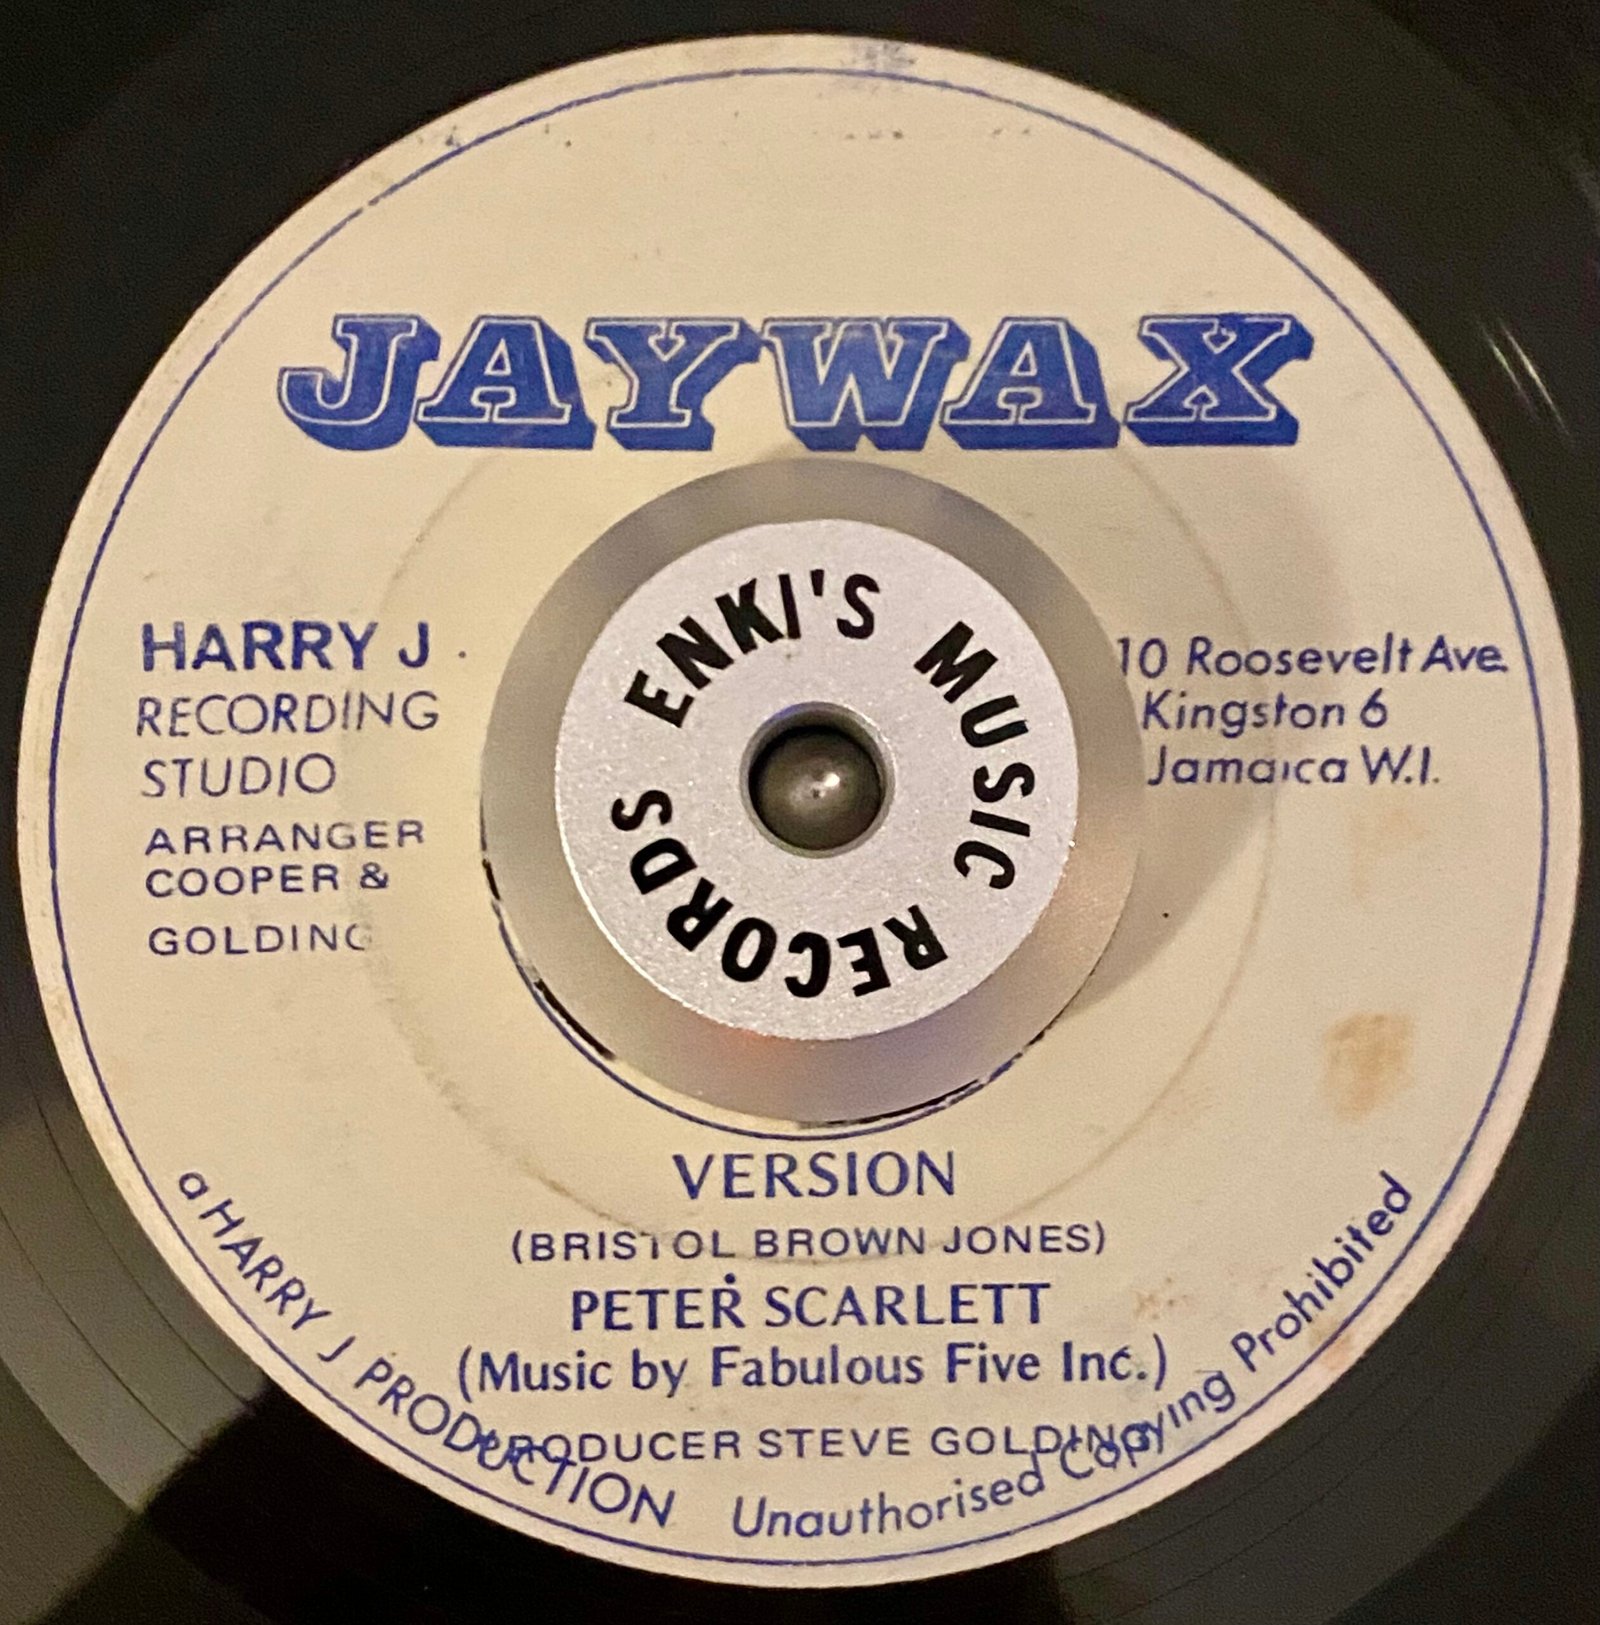 JAYWAX
HARRY J
RECORDING
STUDIO
ARRANGER
COOPER &
GOLDING
10 Roosevelt Ave.
Kingston 6
Jamaica W.I.
ENKI'S MUSIC RECORDS
VERSION
(BRISTOL BROWN JONES)
PETER SCARLETT
(Music by Fabulous Five Inc.)
PRODUCER STEVE GOLDING
a HARRY J PRODUCTION
Unauthorised Copying Prohibited